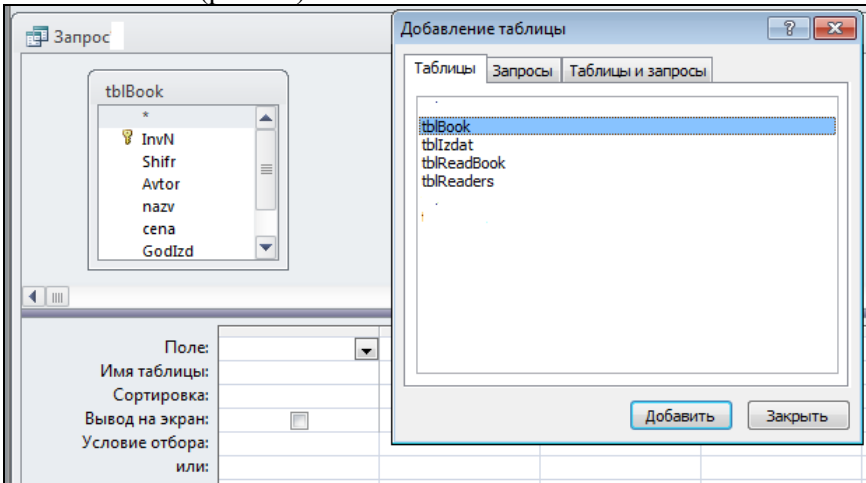 Запрос
tblBook
*
InvN
Shifr
Avtor
nazv
cena
GodIzd
Добавление таблицы
Таблицы
Запросы
Таблицы и запросы
tblBook
tblIzdat
tblReadBook
tblReaders
Добавить
Закрыть
Поле:
Имя таблицы:
Сортировка:
Вывод на экран:
Условие отбора:
или: